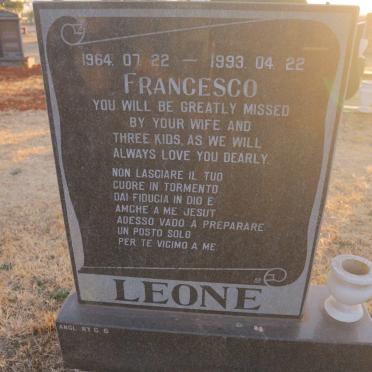 1964. 07. 22 — 1993. 04. 22
FRANCESCO
YOU WILL BE GREATLY MISSED
BY YOUR WIFE AND
THREE KIDS, AS WE WILL
ALWAYS LOVE YOU DEARLY.
NON LASCIARE IL TUO
CUORE IN TORMENTO
DAI FIDUCIA IN DIO E
AMCHE A ME JESUT
ADESSO VADO A PREPARARE
UN POSTO SOLO
PER TE VICIMO A ME
LEONE